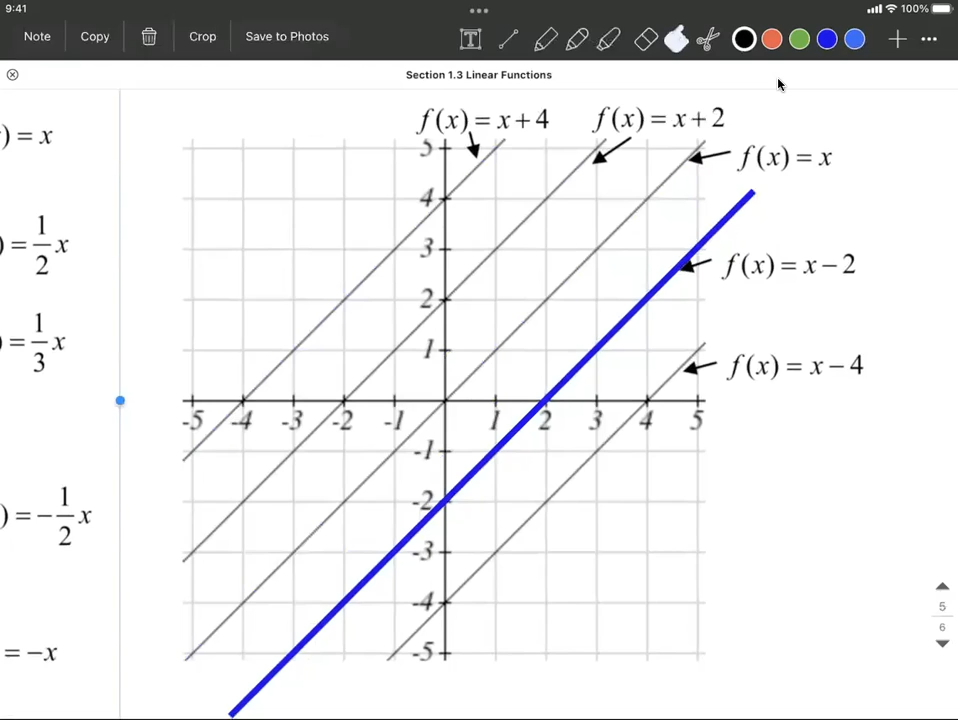 9:41
100%
Note Copy Crop Save to Photos
T
Section 1.3 Linear Functions
f(x) = x + 4
f(x) = x + 2
f(x) = x
f(x) = x − 2
f(x) = x − 4
) = x
) = 1/2 x
) = 1/3 x
) = − 1/2 x
= −x
5
4
3
2
1
-5 -4 -3 -2 -1 1 2 3 4 5
-1
-2
-3
-4
-5
5
6